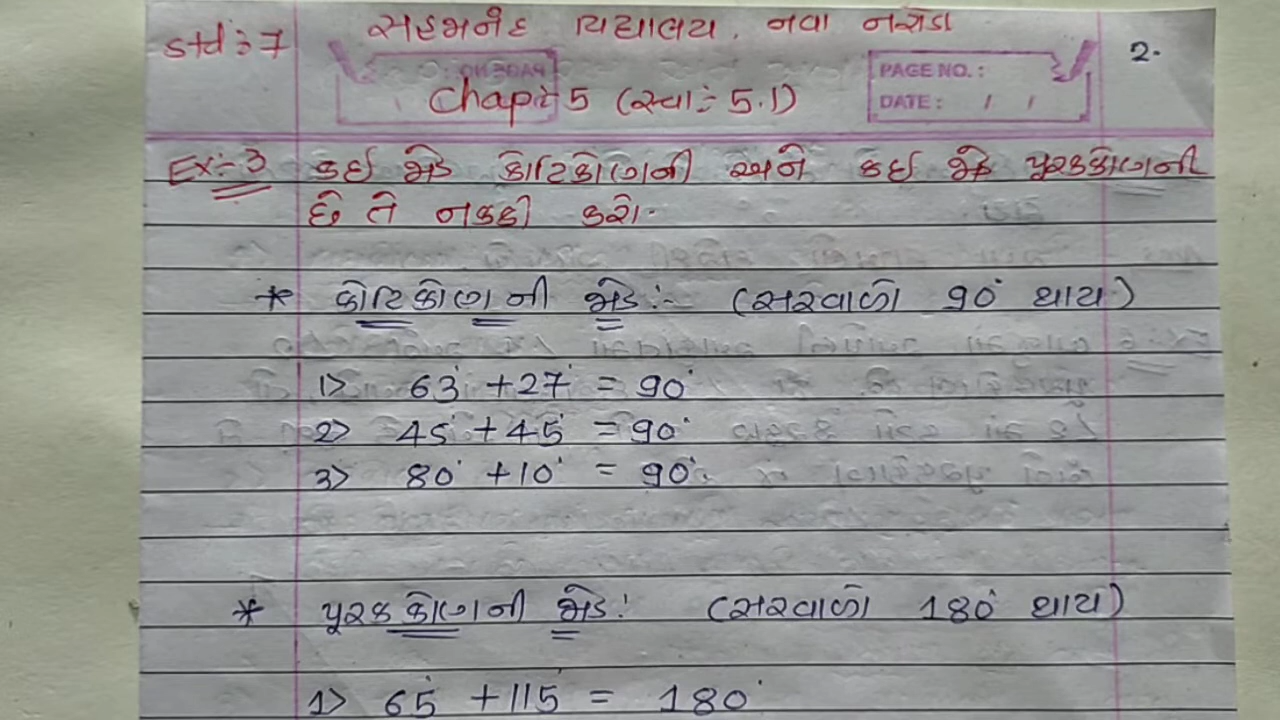 std :- 7
સહજાનંદ વિદ્યાલય, નવા નરોડા
2.
PAGE NO. :
Chap :- 5 (સ્વા :- 5.1)
DATE : / /
Ex :- 3 કઈ જોડ કોટિકોણની અને કઈ જોડ પૂરકકોણની
છે તે નક્કી કરો.
* કોટિકોણની જોડ :- (સરવાળો 90° થાય)
1> 63° + 27° = 90°
2> 45° + 45° = 90°
3> 80° + 10° = 90°
* પૂરકકોણની જોડ : (સરવાળો 180° થાય)
1> 65° + 115° = 180°